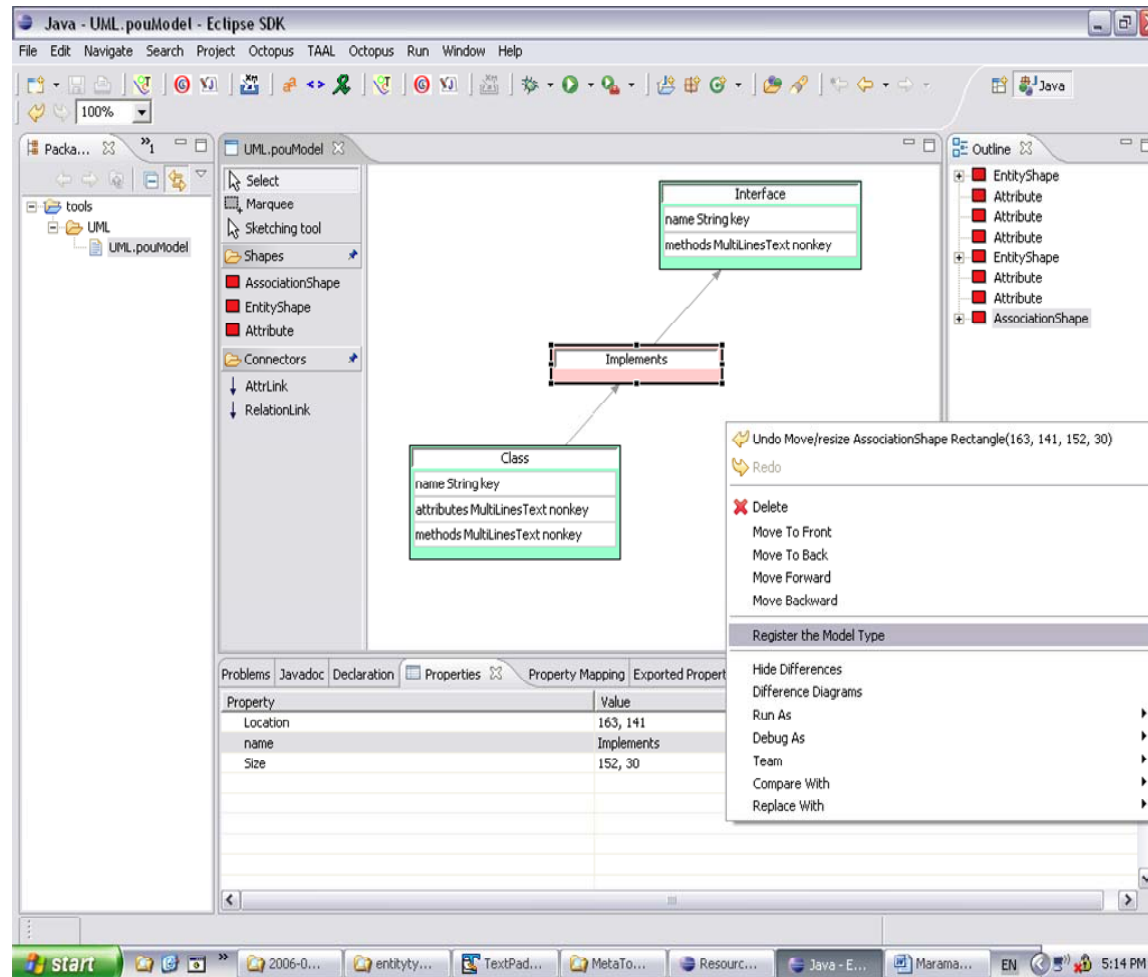 Java - UML.pouModel - Eclipse SDK
File Edit Navigate Search Project Octopus TAAL Octopus Run Window Help
Java
100%
Packa...
»1
tools
UML
UML.pouModel
UML.pouModel
Select
Marquee
Sketching tool
Shapes
AssociationShape
EntityShape
Attribute
Connectors
AttrLink
RelationLink
Interface
name String key
methods MultiLinesText nonkey
Implements
Class
name String key
attributes MultiLinesText nonkey
methods MultiLinesText nonkey
Outline
EntityShape
Attribute
Attribute
Attribute
EntityShape
Attribute
Attribute
AssociationShape
Undo Move/resize AssociationShape Rectangle(163, 141, 152, 30)
Redo
Delete
Move To Front
Move To Back
Move Forward
Move Backward
Register the Model Type
Hide Differences
Difference Diagrams
Run As
Debug As
Team
Compare With
Replace With
Problems Javadoc Declaration Properties Property Mapping Exported Propert
Property Value
Location 163, 141
name Implements
Size 152, 30
start » 2006-0... entityty... TextPad... MetaTo... Resourc... Java - E... Marama... EN 5:14 PM